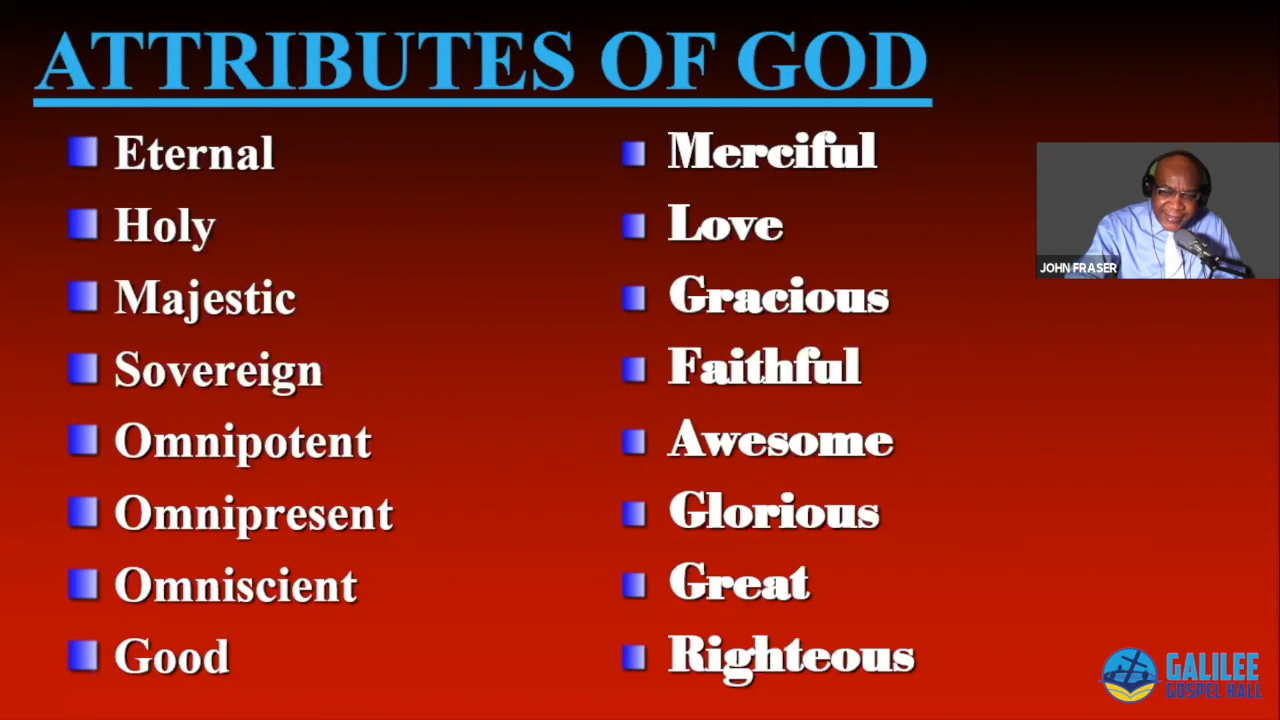 ATTRIBUTES OF GOD
Eternal
Holy
Majestic
Sovereign
Omnipotent
Omnipresent
Omniscient
Good
Merciful
Love
Gracious
Faithful
Awesome
Glorious
Great
Righteous
JOHN FRASER
GALILEE
GOSPEL HALL